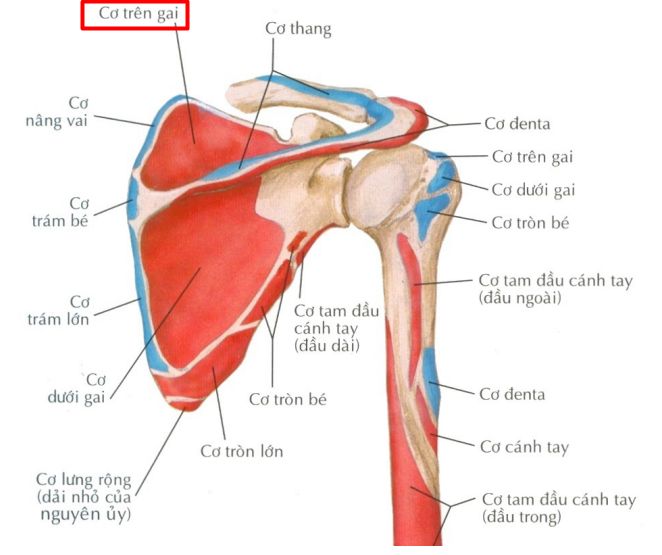 Cơ trên gai
Cơ thang
Cơ
nâng vai
Cơ denta
Cơ trên gai
Cơ dưới gai
Cơ
trám bé
Cơ tròn bé
Cơ tam đầu cánh tay
(đầu ngoài)
Cơ
trám lớn
Cơ tam đầu
cánh tay
(đầu dài)
Cơ
dưới gai
Cơ tròn bé
Cơ denta
Cơ tròn lớn
Cơ cánh tay
Cơ lưng rộng
(dải nhỏ của
nguyên ủy)
Cơ tam đầu cánh tay
(đầu trong)